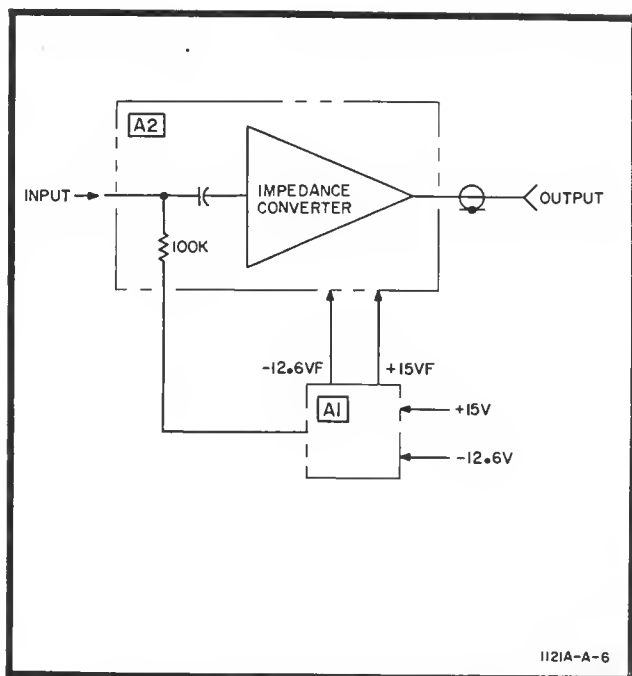 A2
INPUT
IMPEDANCE
CONVERTER
OUTPUT
100K
-12.6VF
+15VF
A1
+15V
-12.6V
1121A-A-6